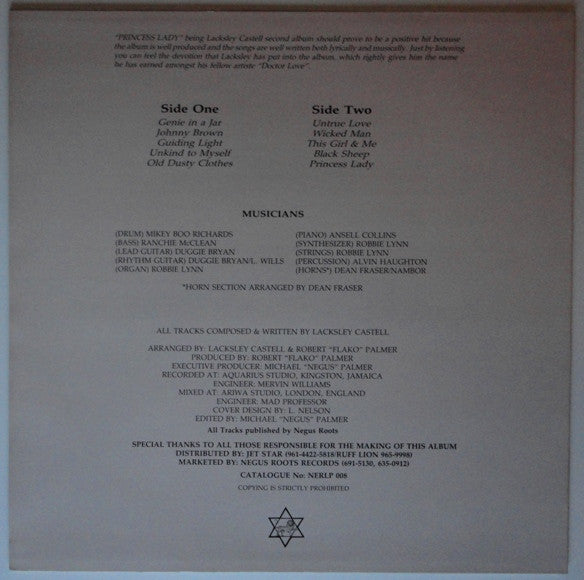 "PRINCESS LADY" being Lacksley Castell second album should prove to be a positive hit because
the album is well produced and the songs are well written both lyrically and musically. Just by listening
you can feel the devotion that Lacksley has put into the album, which rightly gives him the name
he has earned amongst his fellow artiste "Doctor Love".
Side One
Genie in a Jar
Johnny Brown
Guiding Light
Unkind to Myself
Old Dusty Clothes
Side Two
Untrue Love
Wicked Man
This Girl & Me
Black Sheep
Princess Lady
MUSICIANS
(DRUM) MIKEY BOO RICHARDS
(BASS) RANCHIE McCLEAN
(LEAD GUITAR) DUGGIE BRYAN
(RHYTHM GUITAR) DUGGIE BRYAN/L. WILLS
(ORGAN) ROBBIE LYNN
(PIANO) ANSELL COLLINS
(SYNTHESIZER) ROBBIE LYNN
(STRINGS) ROBBIE LYNN
(PERCUSSION) ALVIN HAUGHTON
(HORNS*) DEAN FRASER/NAMBOR
*HORN SECTION ARRANGED BY DEAN FRASER
ALL TRACKS COMPOSED & WRITTEN BY LACKSLEY CASTELL
ARRANGED BY: LACKSLEY CASTELL & ROBERT "FLAKO" PALMER
PRODUCED BY: ROBERT "FLAKO" PALMER
EXECUTIVE PRODUCER: MICHAEL "NEGUS" PALMER
RECORDED AT: AQUARIUS STUDIO, KINGSTON, JAMAICA
ENGINEER: MERVIN WILLIAMS
MIXED AT: ARIWA STUDIO, LONDON, ENGLAND
ENGINEER: MAD PROFESSOR
COVER DESIGN BY: L. NELSON
EDITED BY: MICHAEL "NEGUS" PALMER
All Tracks published by Negus Roots
SPECIAL THANKS TO ALL THOSE RESPONSIBLE FOR THE MAKING OF THIS ALBUM
DISTRIBUTED BY: JET STAR (961-4422-5818/RUFF LION 965-9998)
MARKETED BY: NEGUS ROOTS RECORDS (691-5130, 635-0912)
CATALOGUE No: NERLP 008
COPYING IS STRICTLY PROHIBITED